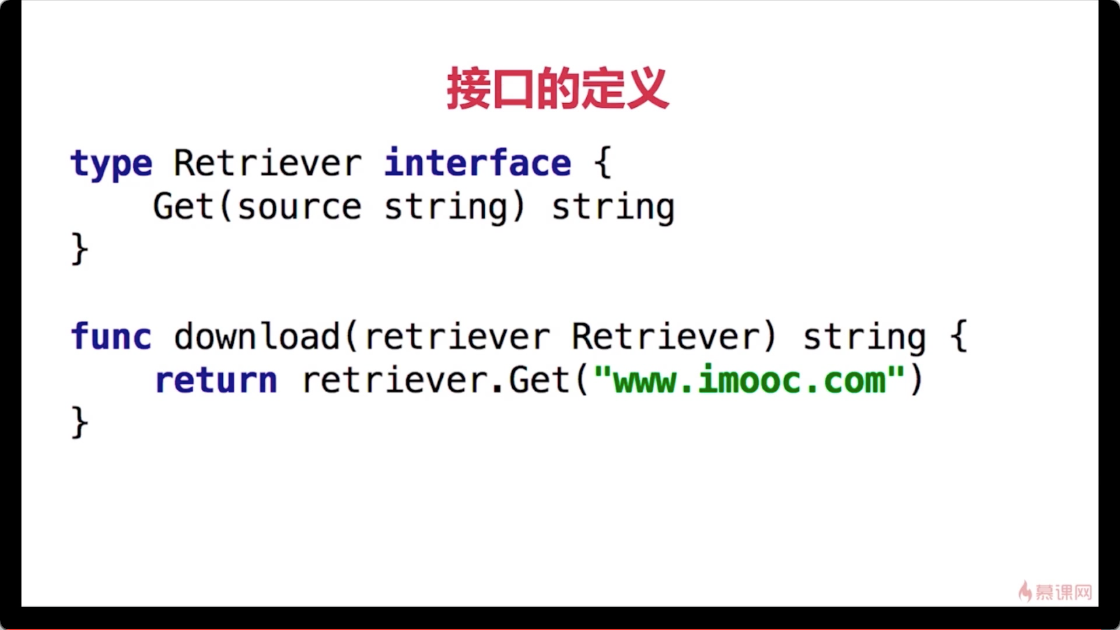 接口的定义
type Retriever interface {
    Get(source string) string
}
func download(retriever Retriever) string {
    return retriever.Get("www.imooc.com")
}
慕课网